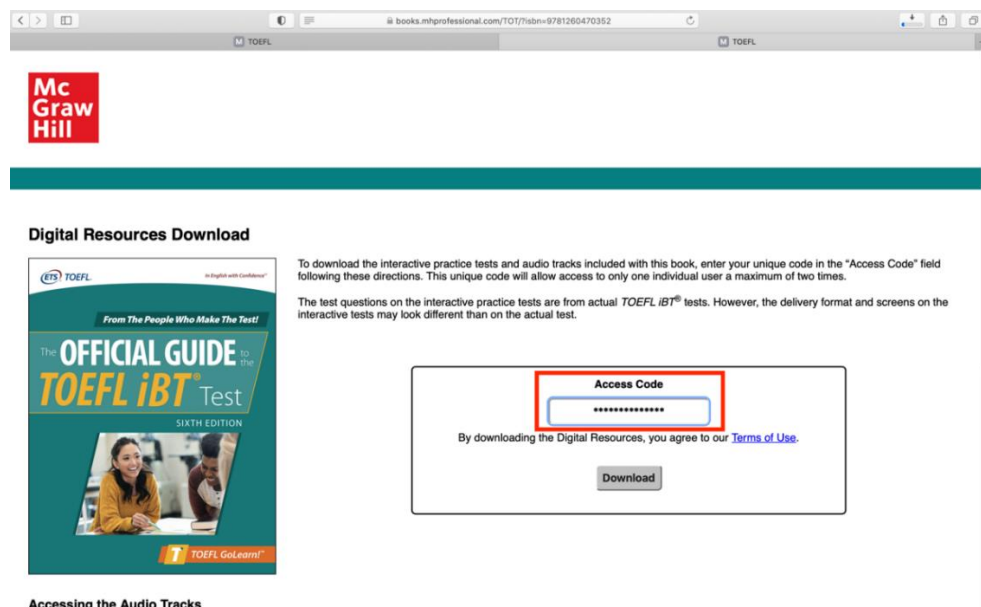 books.mhprofessional.com/TOT/?isbn=9781260470352
TOEFL
TOEFL
Mc
Graw
Hill
Digital Resources Download
ETS TOEFL
in English with Confidence™
From The People Who Make The Test!
The OFFICIAL GUIDE to the
TOEFL iBT® Test
SIXTH EDITION
T TOEFL GoLearn!™
To download the interactive practice tests and audio tracks included with this book, enter your unique code in the “Access Code” field
following these directions. This unique code will allow access to only one individual user a maximum of two times.
The test questions on the interactive practice tests are from actual TOEFL iBT® tests. However, the delivery format and screens on the
interactive tests may look different than on the actual test.
Access Code
••••••••••••••
By downloading the Digital Resources, you agree to our Terms of Use.
Download
Accessing the Audio Tracks